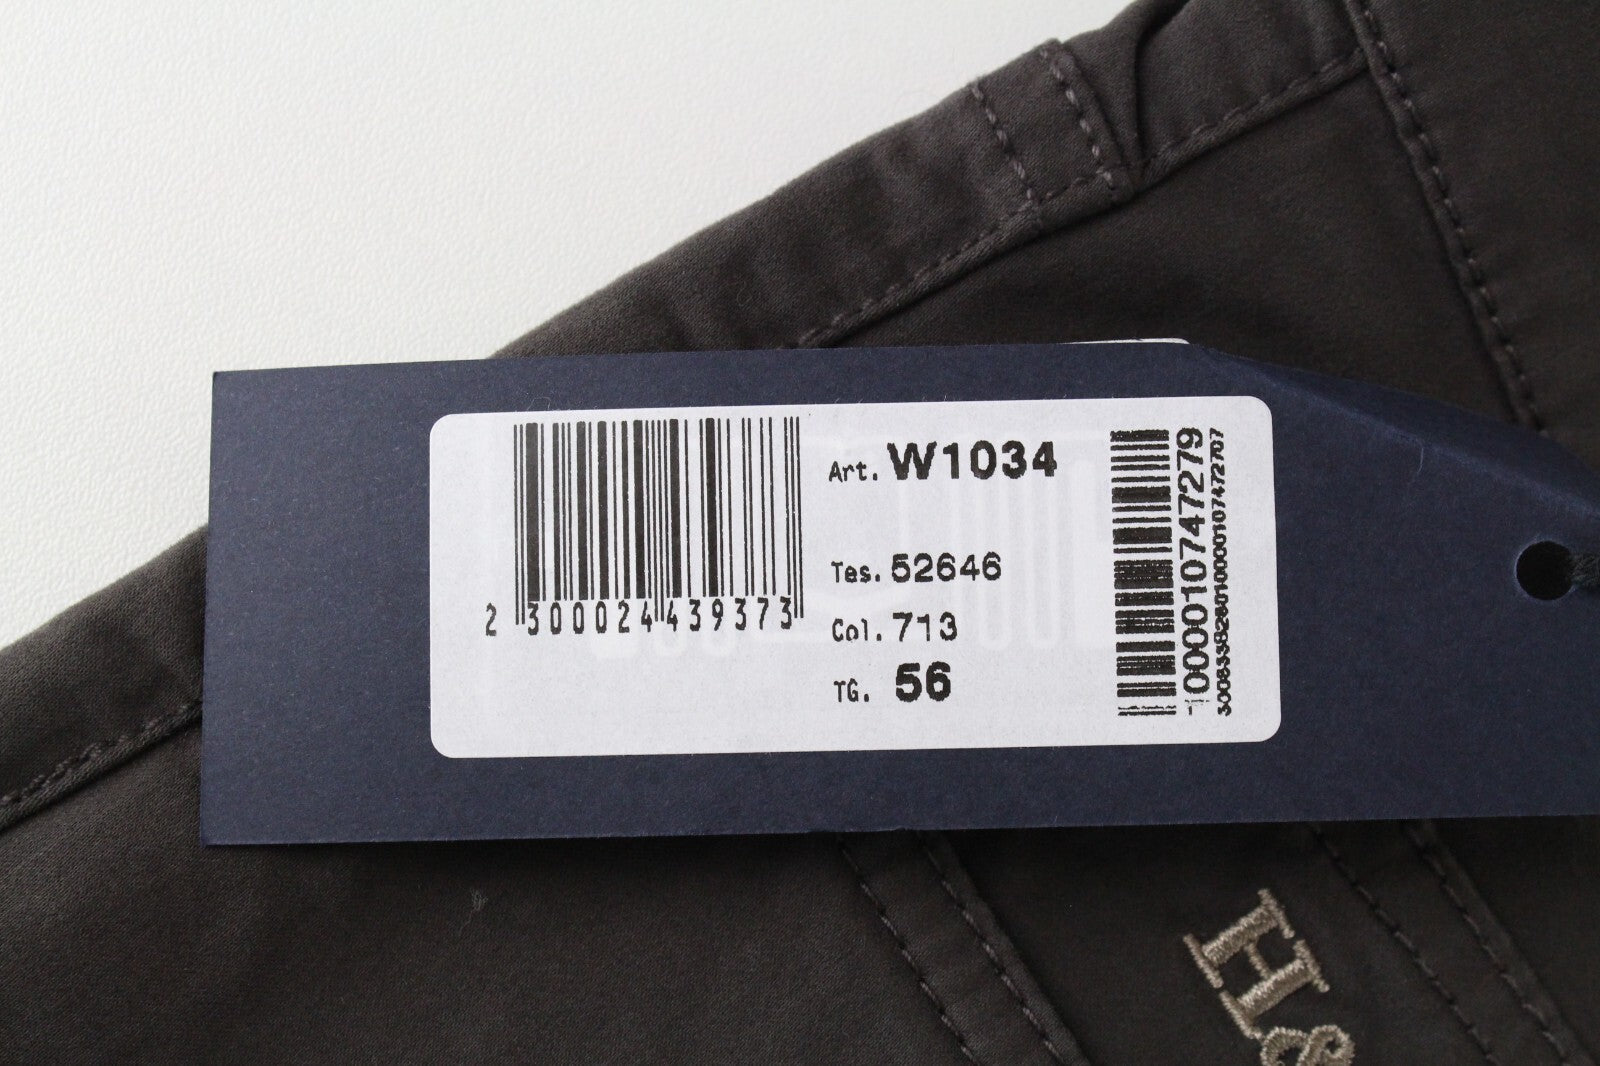 2 300024 439373
Art. W1034
Tes. 52646
Col. 713
TG. 56
1000010747279
H&